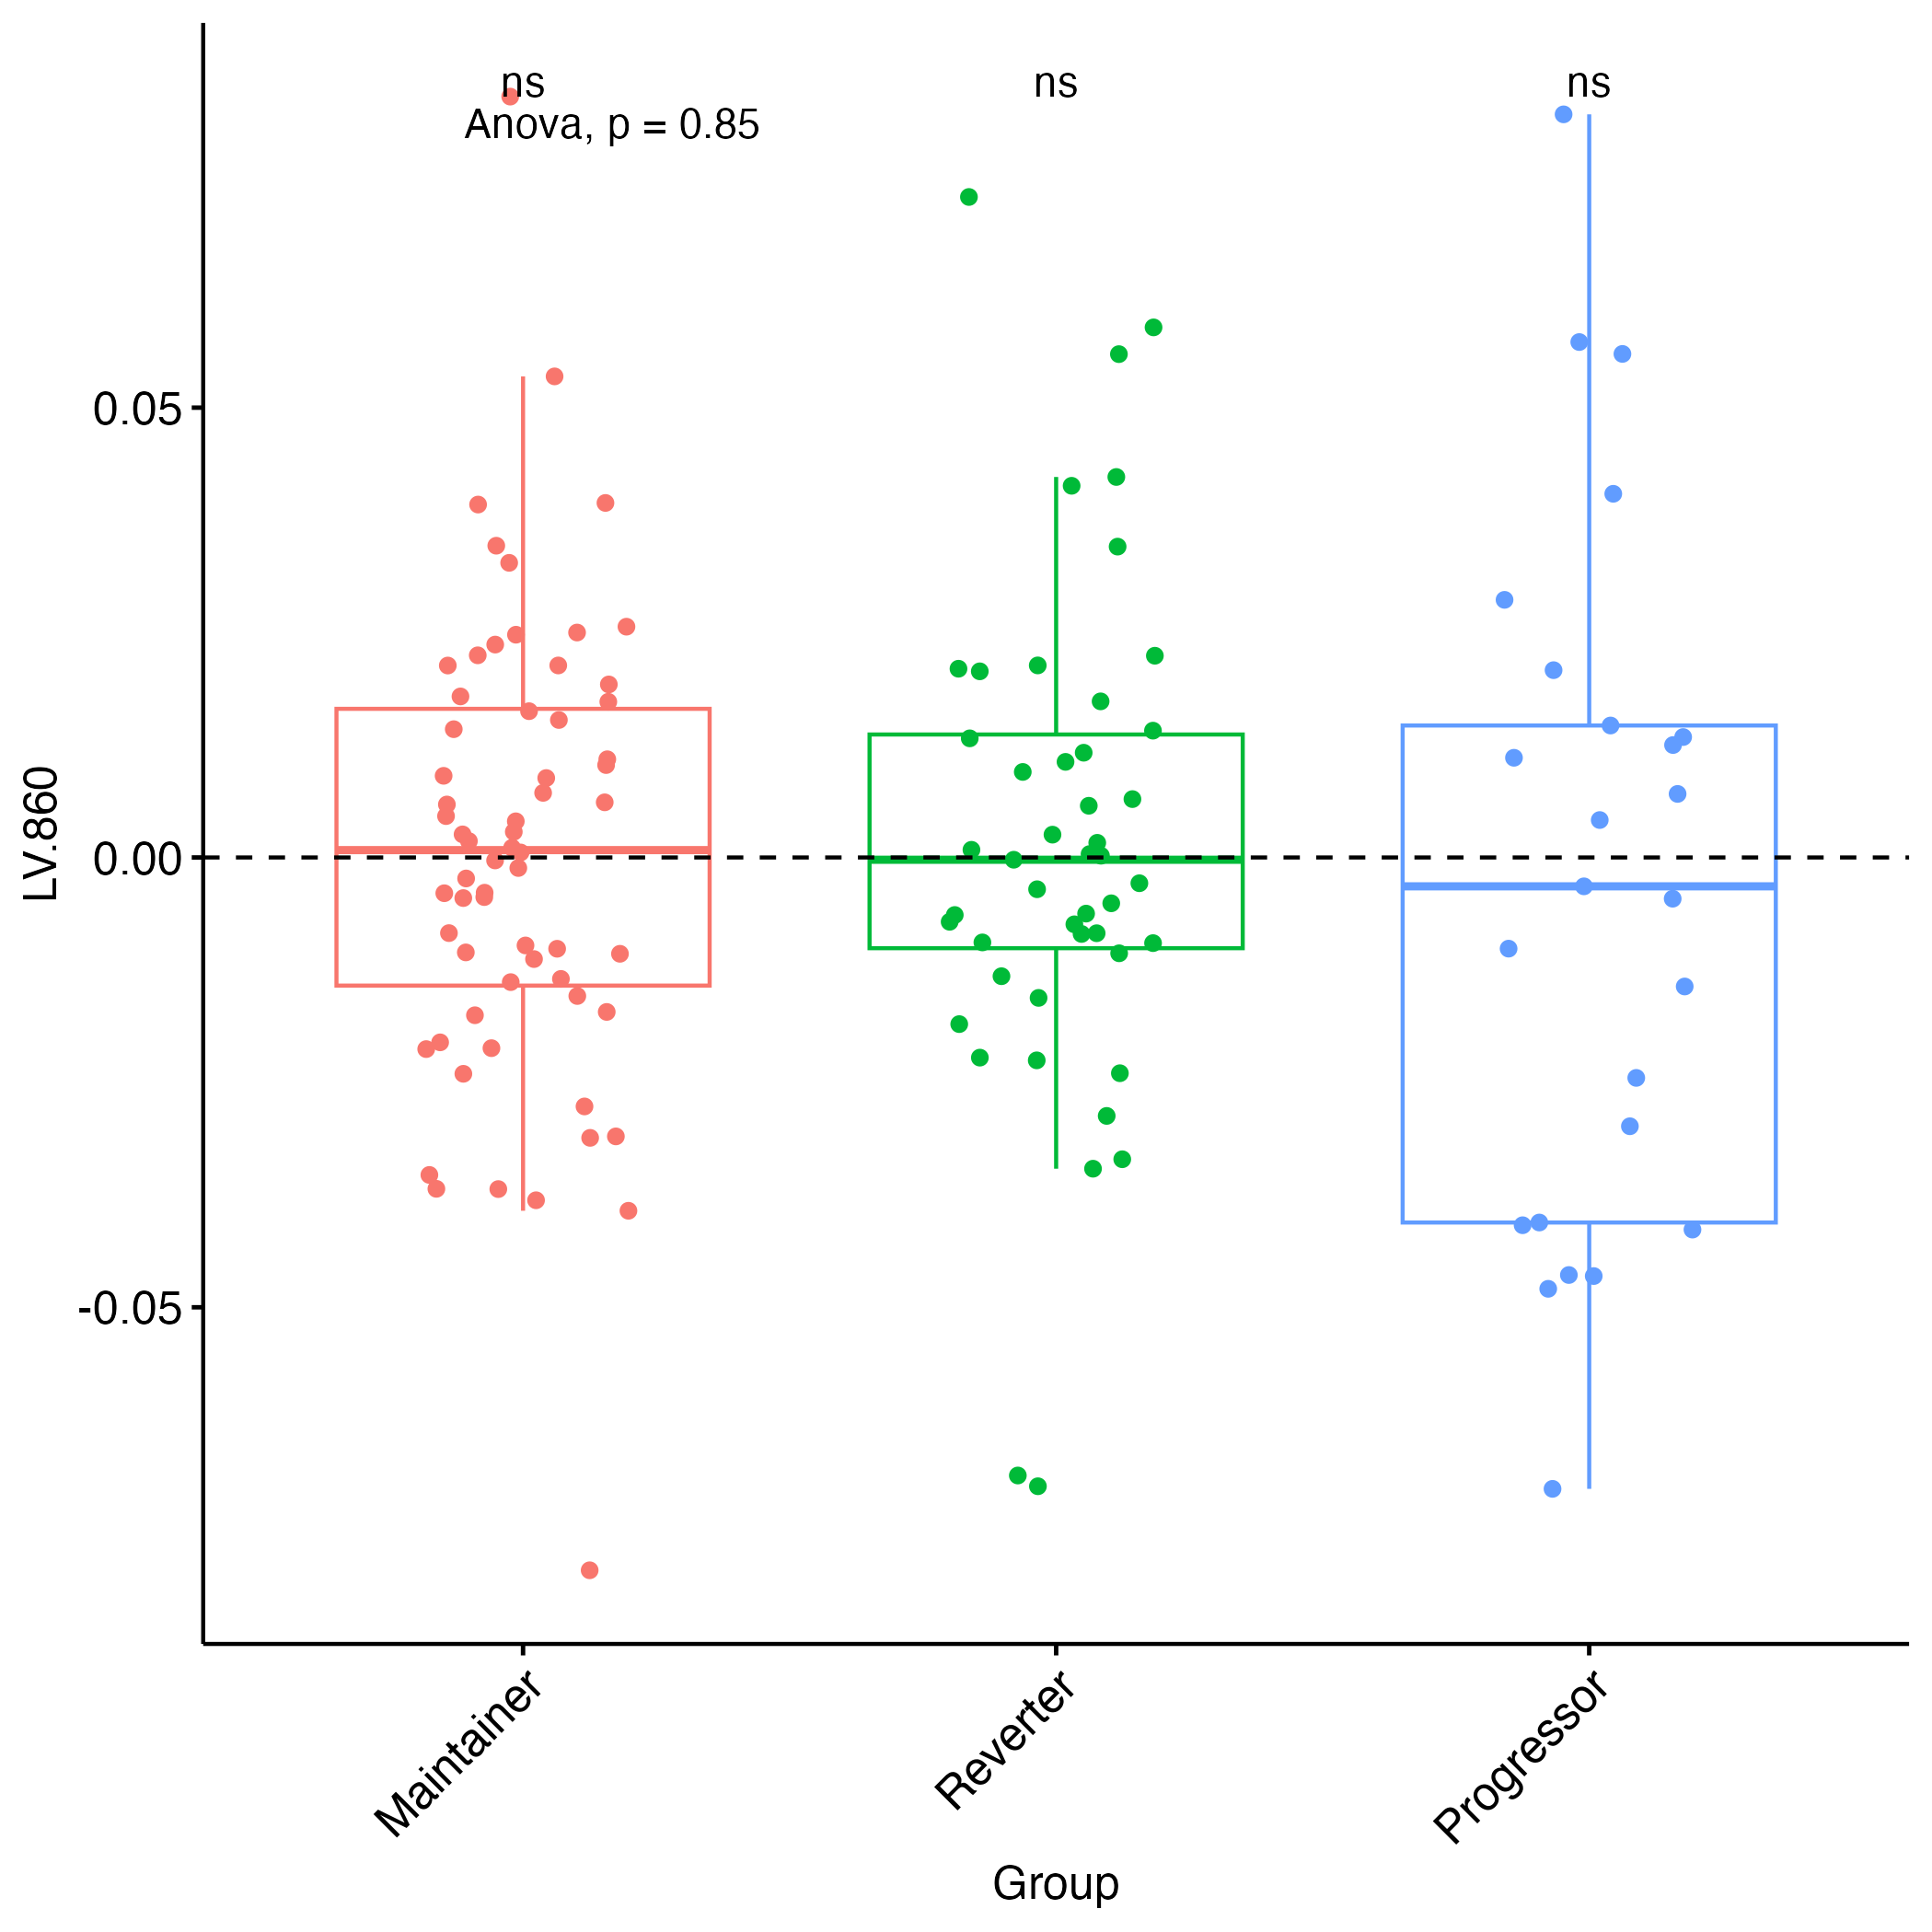 ns ns ns
Anova, p = 0.85
0.05
0.00
-0.05
LV.860
Maintainer Reverter Progressor
Group